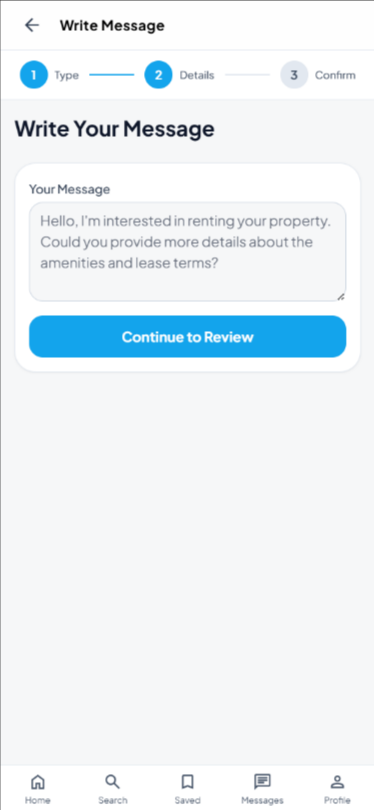 Write Message
1 Type 2 Details 3 Confirm
Write Your Message
Your Message
Hello, I'm interested in renting your property.
Could you provide more details about the
amenities and lease terms?
Continue to Review
Home Search Saved Messages Profile